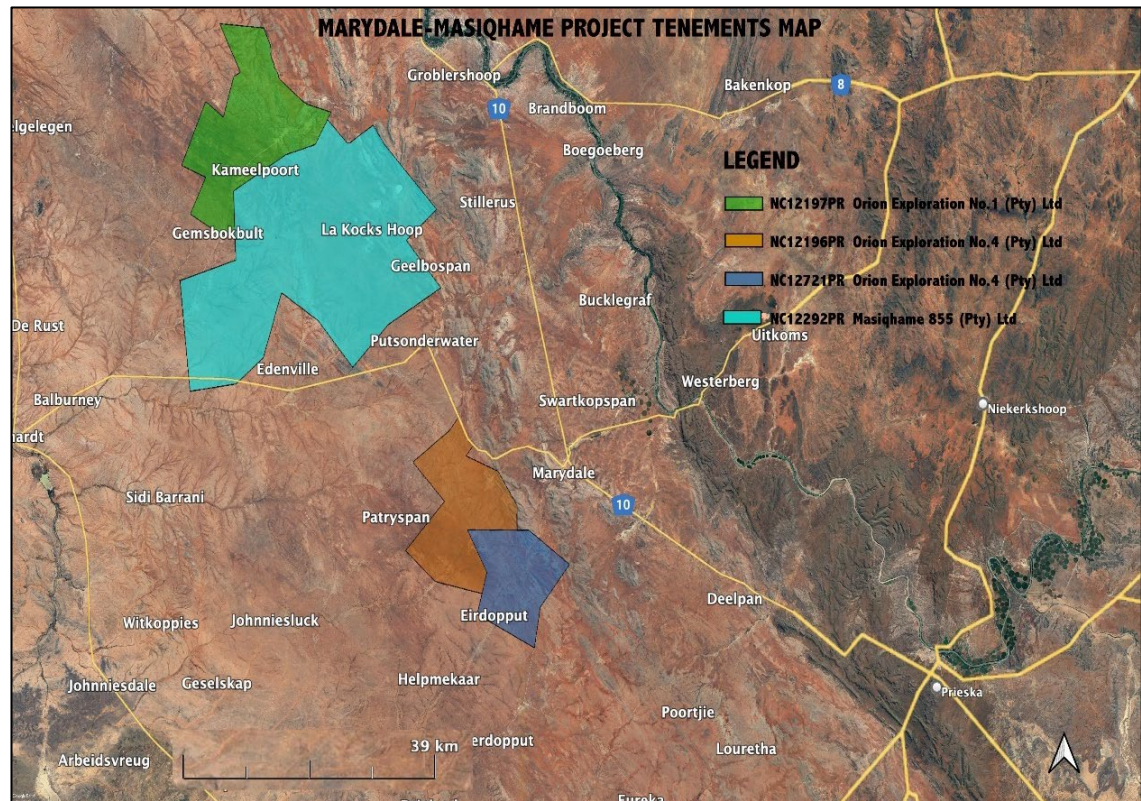 MARYDALE-MASIQHAME PROJECT TENEMENTS MAP
Groblershoop
Bakenkop
8
10
Brandboom
elgelegen
Boegoeberg
LEGEND
Kameelpoort
Stillerus
NC12197PR Orion Exploration No.1 (Pty) Ltd
Gemsbokbult
La Kocks Hoop
NC12196PR Orion Exploration No.4 (Pty) Ltd
Geelbospan
NC12721PR Orion Exploration No.4 (Pty) Ltd
Bucklegraf
NC12292PR Masiqhame 855 (Pty) Ltd
De Rust
Putsonderwater
Uitkoms
Edenville
Westerberg
Balburney
Swartkopspan
Niekerkshoop
hardt
Marydale
Sidi Barrani
10
Patryspan
Deelpan
Eirdopput
Witkoppies
Johnniesluck
Johnniesdale
Geselskap
Helpmekaar
Prieska
Poortjie
39 km
erdopput
Louretha
Arbeidsvreug
Eureka